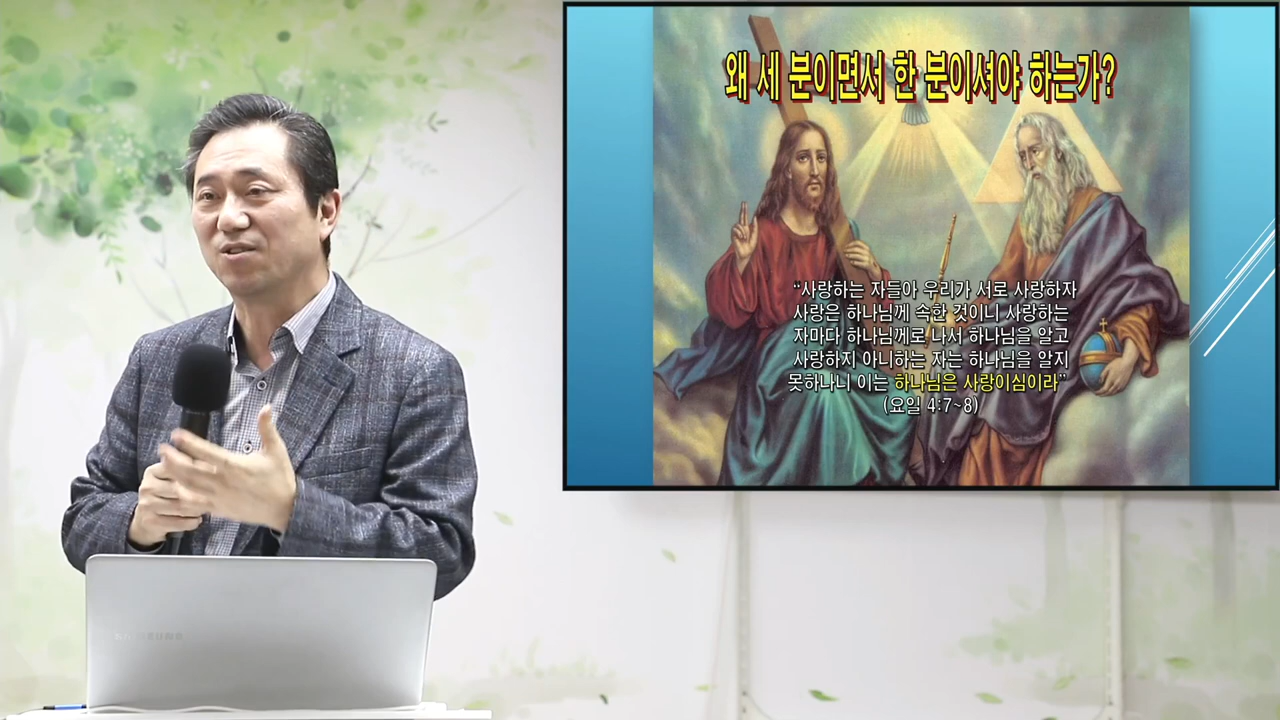 왜 세 분이면서 한 분이셔야 하는가?
“사랑하는 자들아 우리가 서로 사랑하자
사랑은 하나님께 속한 것이니 사랑하는
자마다 하나님께로 나서 하나님을 알고
사랑하지 아니하는 자는 하나님을 알지
못하나니 이는 하나님은 사랑이심이라”
(요일 4:7~8)
SAMSUNG